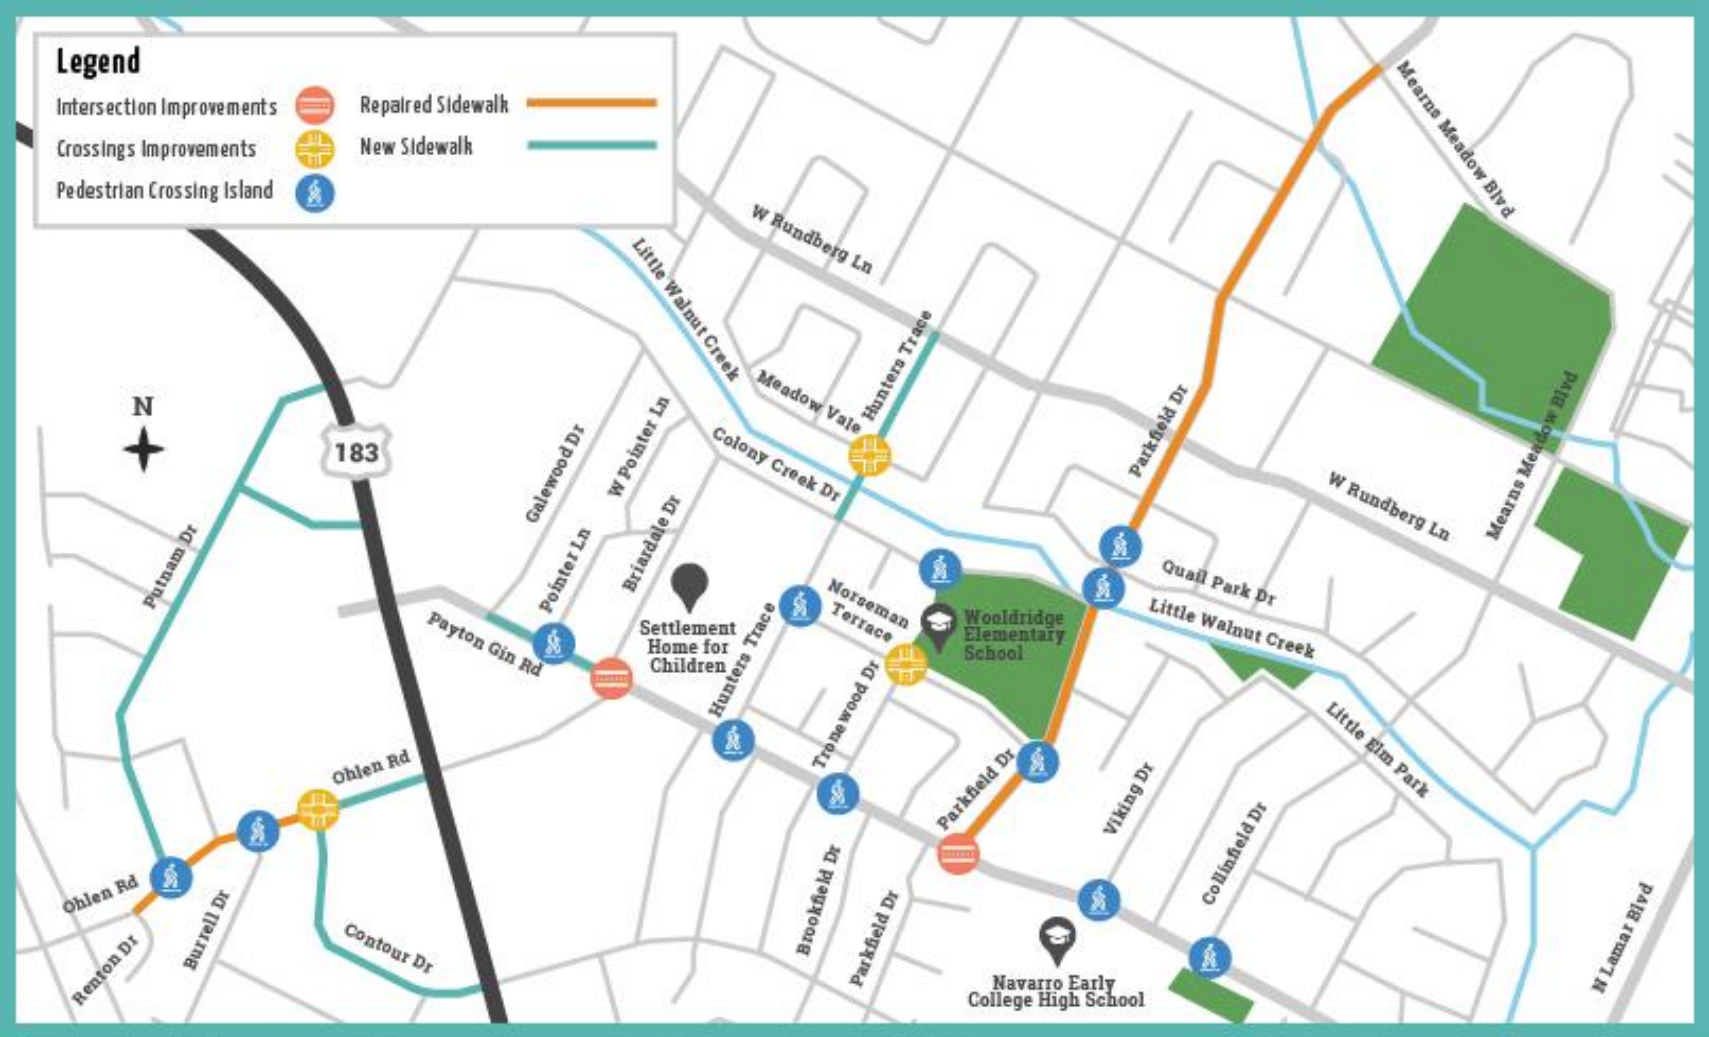 Legend
Intersection Improvements
Repaired Sidewalk
Crossings Improvements
New Sidewalk
Pedestrian Crossing Island
Mearns Meadow Blvd
W Rundberg Ln
Little Walnut Creek
Hunters Trace
Meadow Vale
N
183
Galewood Dr
W Pointer Ln
Colony Creek Dr
Parkfield Dr
Mearns Meadow Blvd
W Rundberg Ln
Putnam Dr
Pointer Ln
Briardale Dr
Quail Park Dr
Little Walnut Creek
Norseman
Terrace
Wooldridge
Elementary
School
Settlement
Home for
Children
Payton Gin Rd
Hunters Trace
Tronewood Dr
Little Elm Park
Ohlen Rd
Parkfield Dr
Viking Dr
Collinfield Dr
Ohlen Rd
Burrell Dr
Renton Dr
Contour Dr
Brookfield Dr
Parkfield Dr
Navarro Early
College High School
N Lamar Blvd